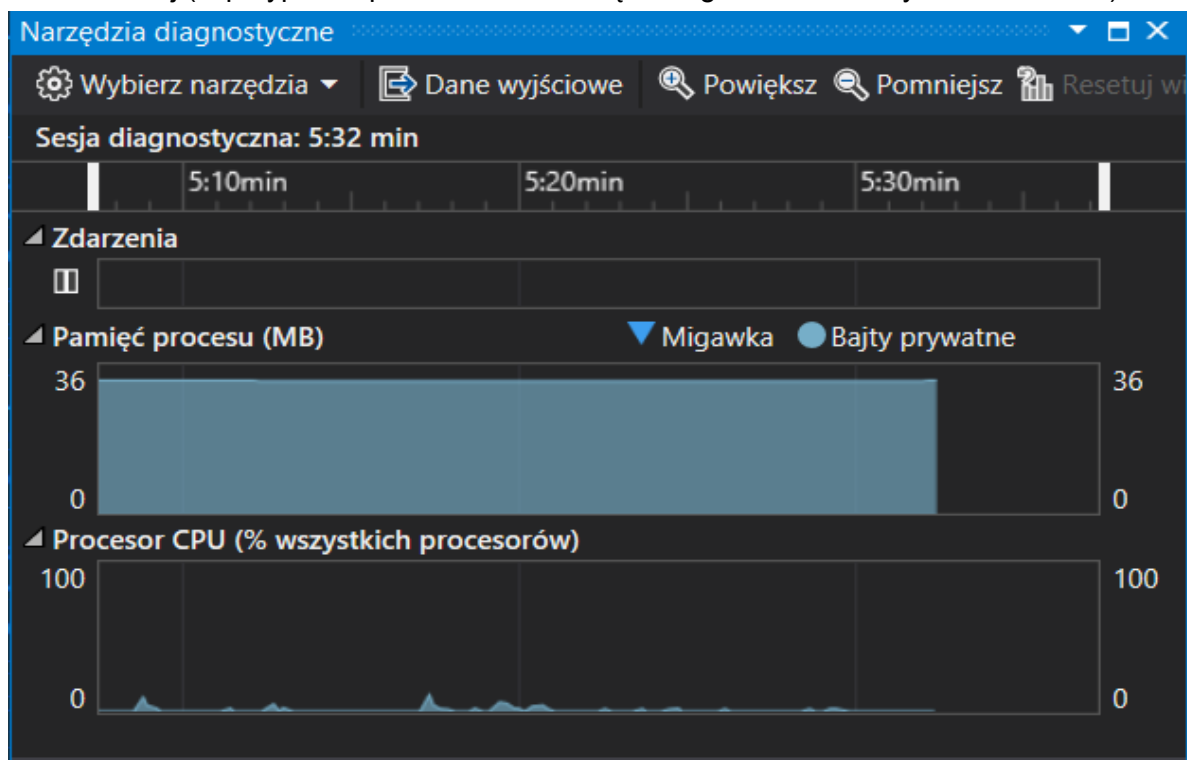 Narzędzia diagnostyczne
Wybierz narzędzia Dane wyjściowe Powiększ Pomniejsz Resetuj wi
Sesja diagnostyczna: 5:32 min
5:10min 5:20min 5:30min
Zdarzenia
Pamięć procesu (MB) Migawka Bajty prywatne
36 36
0 0
Procesor CPU (% wszystkich procesorów)
100 100
0 0